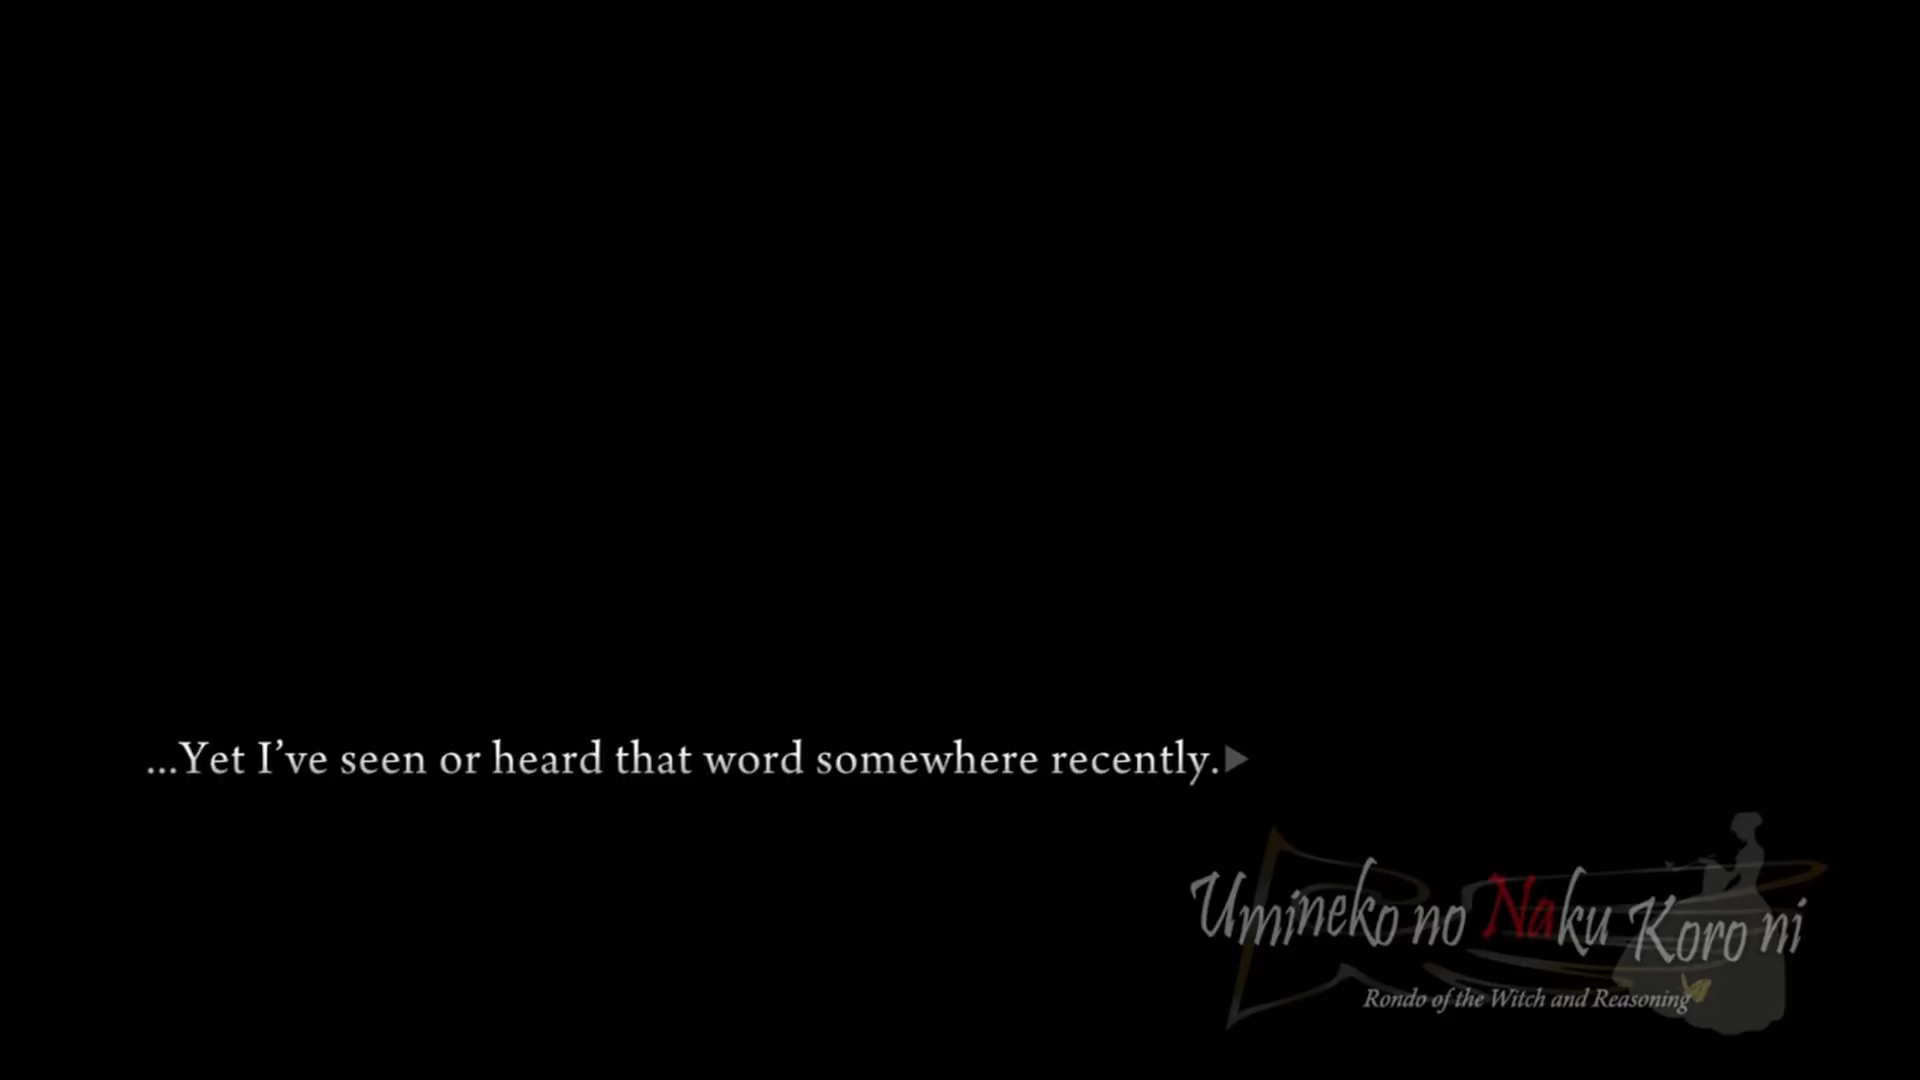 ...Yet I've seen or heard that word somewhere recently.
Umineko no Naku Koro ni
Rondo of the Witch and Reasoning